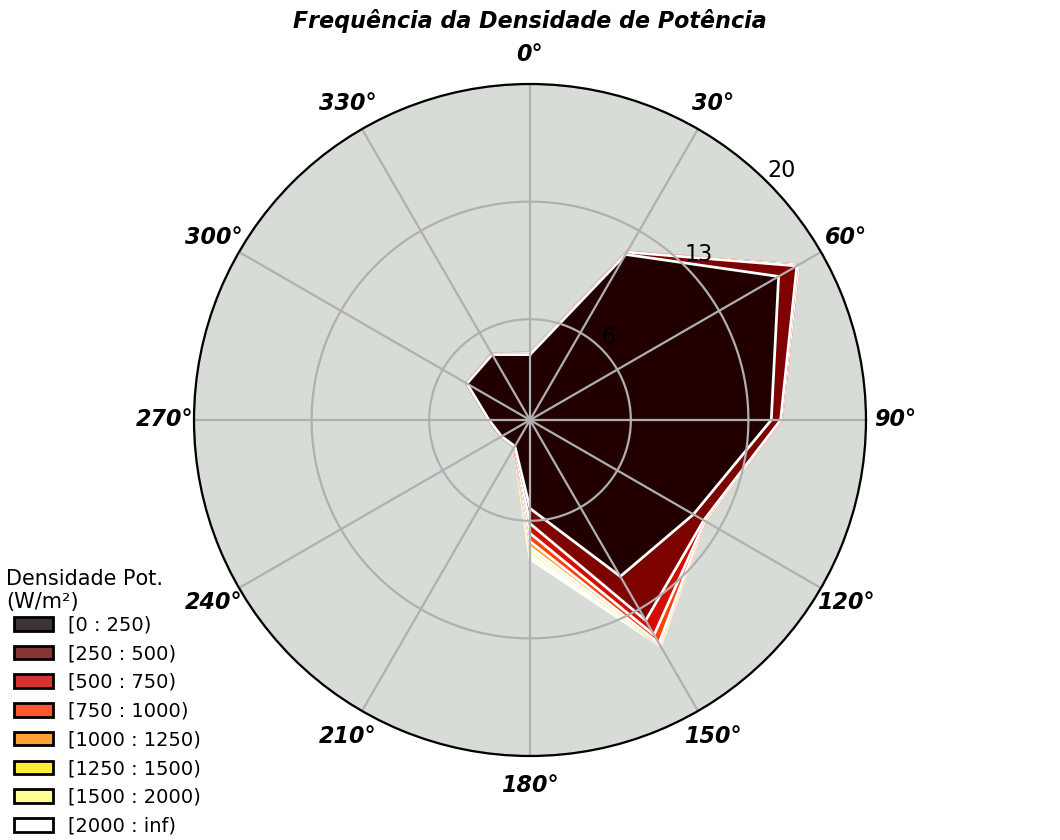 Frequência da Densidade de Potência
0°
330°
30°
20
300°
60°
13
6
270°
90°
Densidade Pot.
(W/m²)
240°
120°
[0 : 250)
[250 : 500)
[500 : 750)
[750 : 1000)
[1000 : 1250)
[1250 : 1500)
[1500 : 2000)
[2000 : inf)
210°
150°
180°